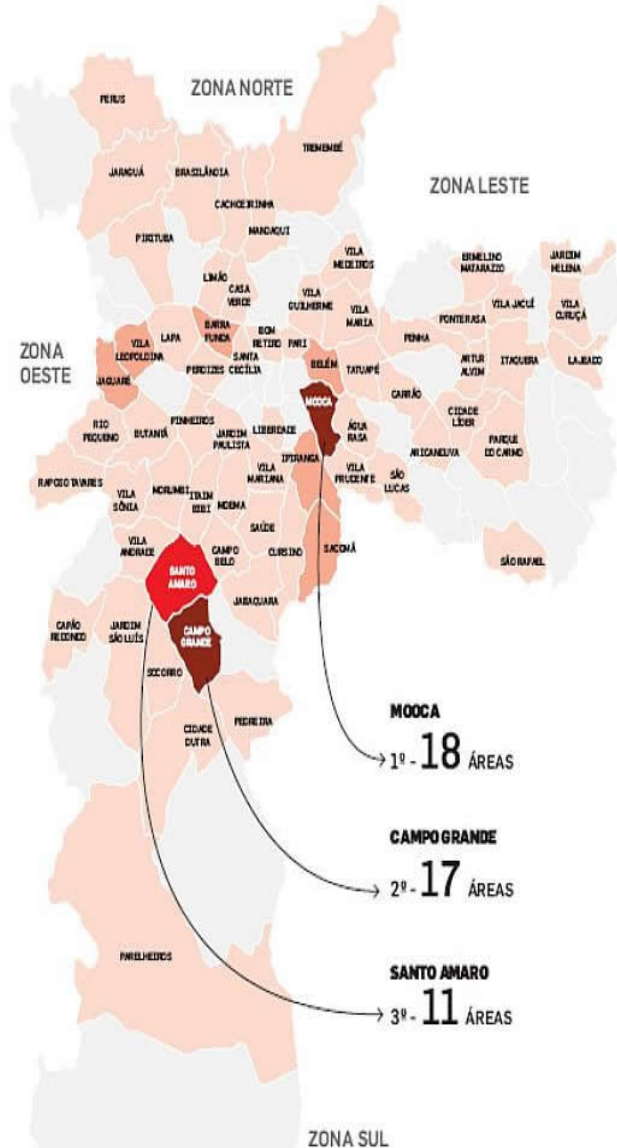 ZONA NORTE
PERUS
TREMEMBÉ
JARAGUÁ
BRASILÂNDIA
ZONA LESTE
CACHOEIRINHA
MANDAQUI
PIRITUBA
VILA
MEDEIROS
ERMELINO
MATARAZZO
JARDIM
HELENA
LIMÃO
CASA
VERDE
VILA
GUILHERME
VILA
MARIA
VILA JACUÍ
VILA
CURUÇÁ
PONTE RASA
BARRA
FUNDA
BOM
RETIRO
PARI
PENHA
LAPA
VILA
LEOPOLDINA
ZONA
OESTE
PERDIZES
SANTA
CECÍLIA
BELÉM
TATUAPÉ
ARTUR
ALVIM
ITAQUERA
LAJEADO
JAGUARÉ
CARRÃO
MOOCA
RIO
PEQUENO
BUTANTÃ
PINHEIROS
JARDIM
PAULISTA
LIBERDADE
ÁGUA
RASA
CIDADE
LÍDER
PARQUE
DO CARMO
ARICANDUVA
IPIRANGA
VILA
MARIANA
VILA
PRUDENTE
SÃO
LUCAS
RAPOSO TAVARES
VILA
SÔNIA
MORUMBI
ITAIM
BIBI
MOEMA
SAÚDE
VILA
ANDRADE
CAMPO
BELO
CURSINO
SACOMÃ
SÃO RAFAEL
SANTO
AMARO
JABAQUARA
CAPÃO
REDONDO
JARDIM
SÃO LUÍS
CAMPO
GRANDE
SOCORRO
CIDADE
DUTRA
PEDREIRA
MOOCA
1º - 18 ÁREAS
CAMPO GRANDE
2º - 17 ÁREAS
PARELHEIROS
SANTO AMARO
3º - 11 ÁREAS
ZONA SUL